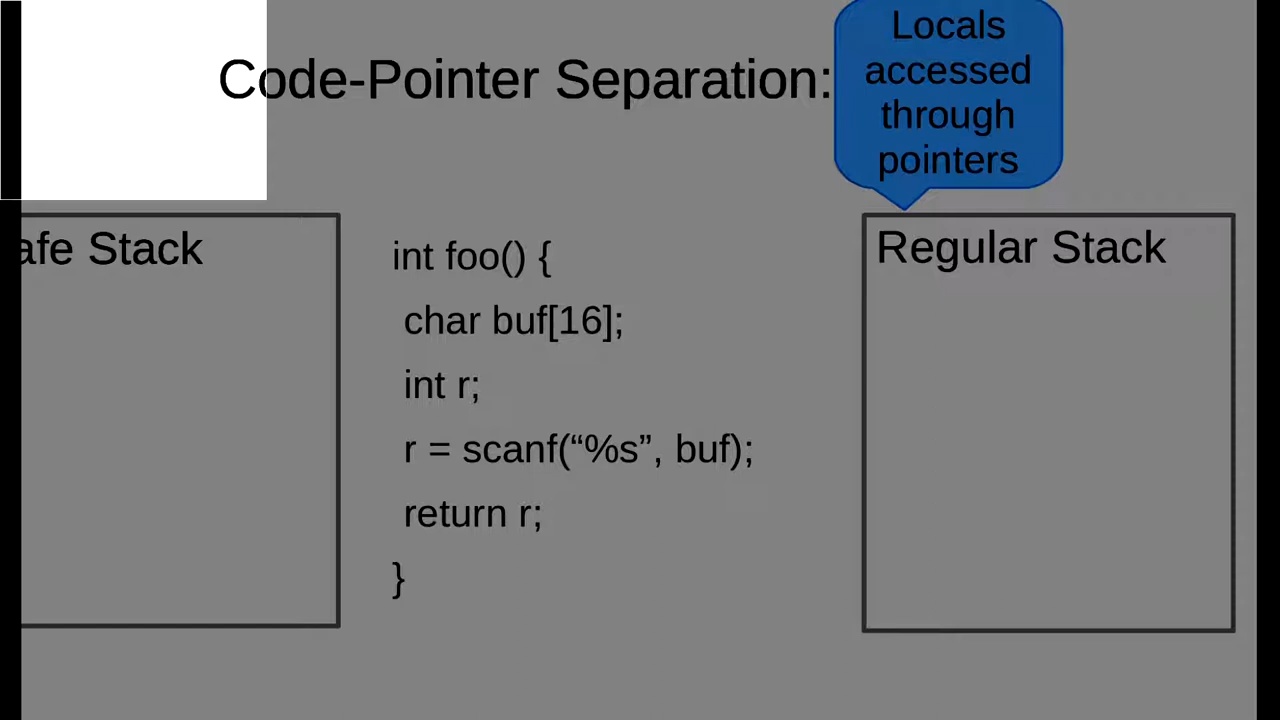 Code-Pointer Separation:
Locals
accessed
through
pointers
afe Stack
int foo() {
char buf[16];
int r;
r = scanf(“%s”, buf);
return r;
}
Regular Stack